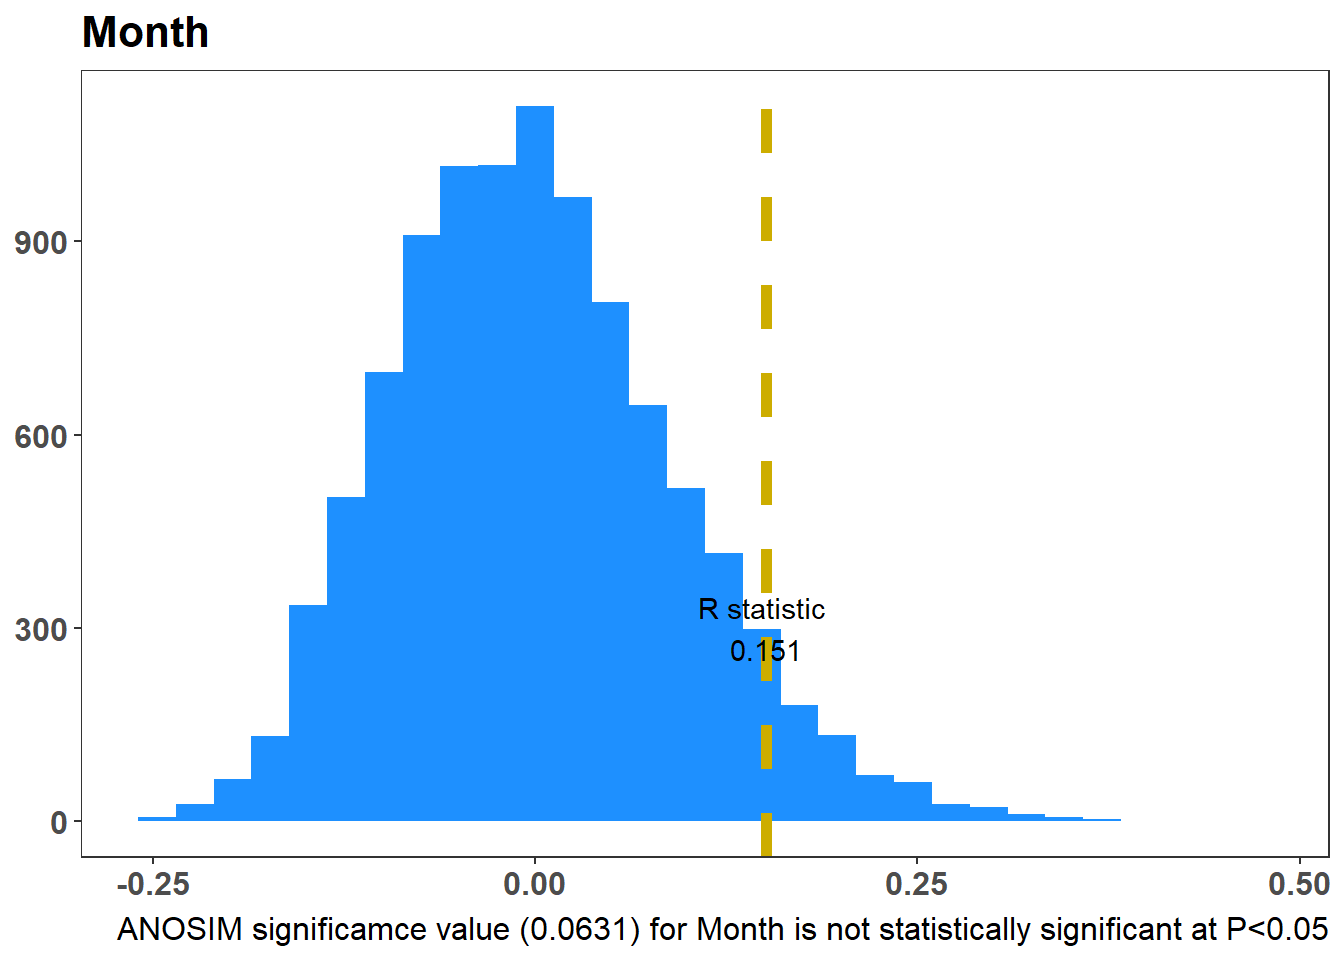 Month
900
600
300
0
R statistic
0.151
-0.25 0.00 0.25 0.50
ANOSIM significamce value (0.0631) for Month is not statistically significant at P<0.05